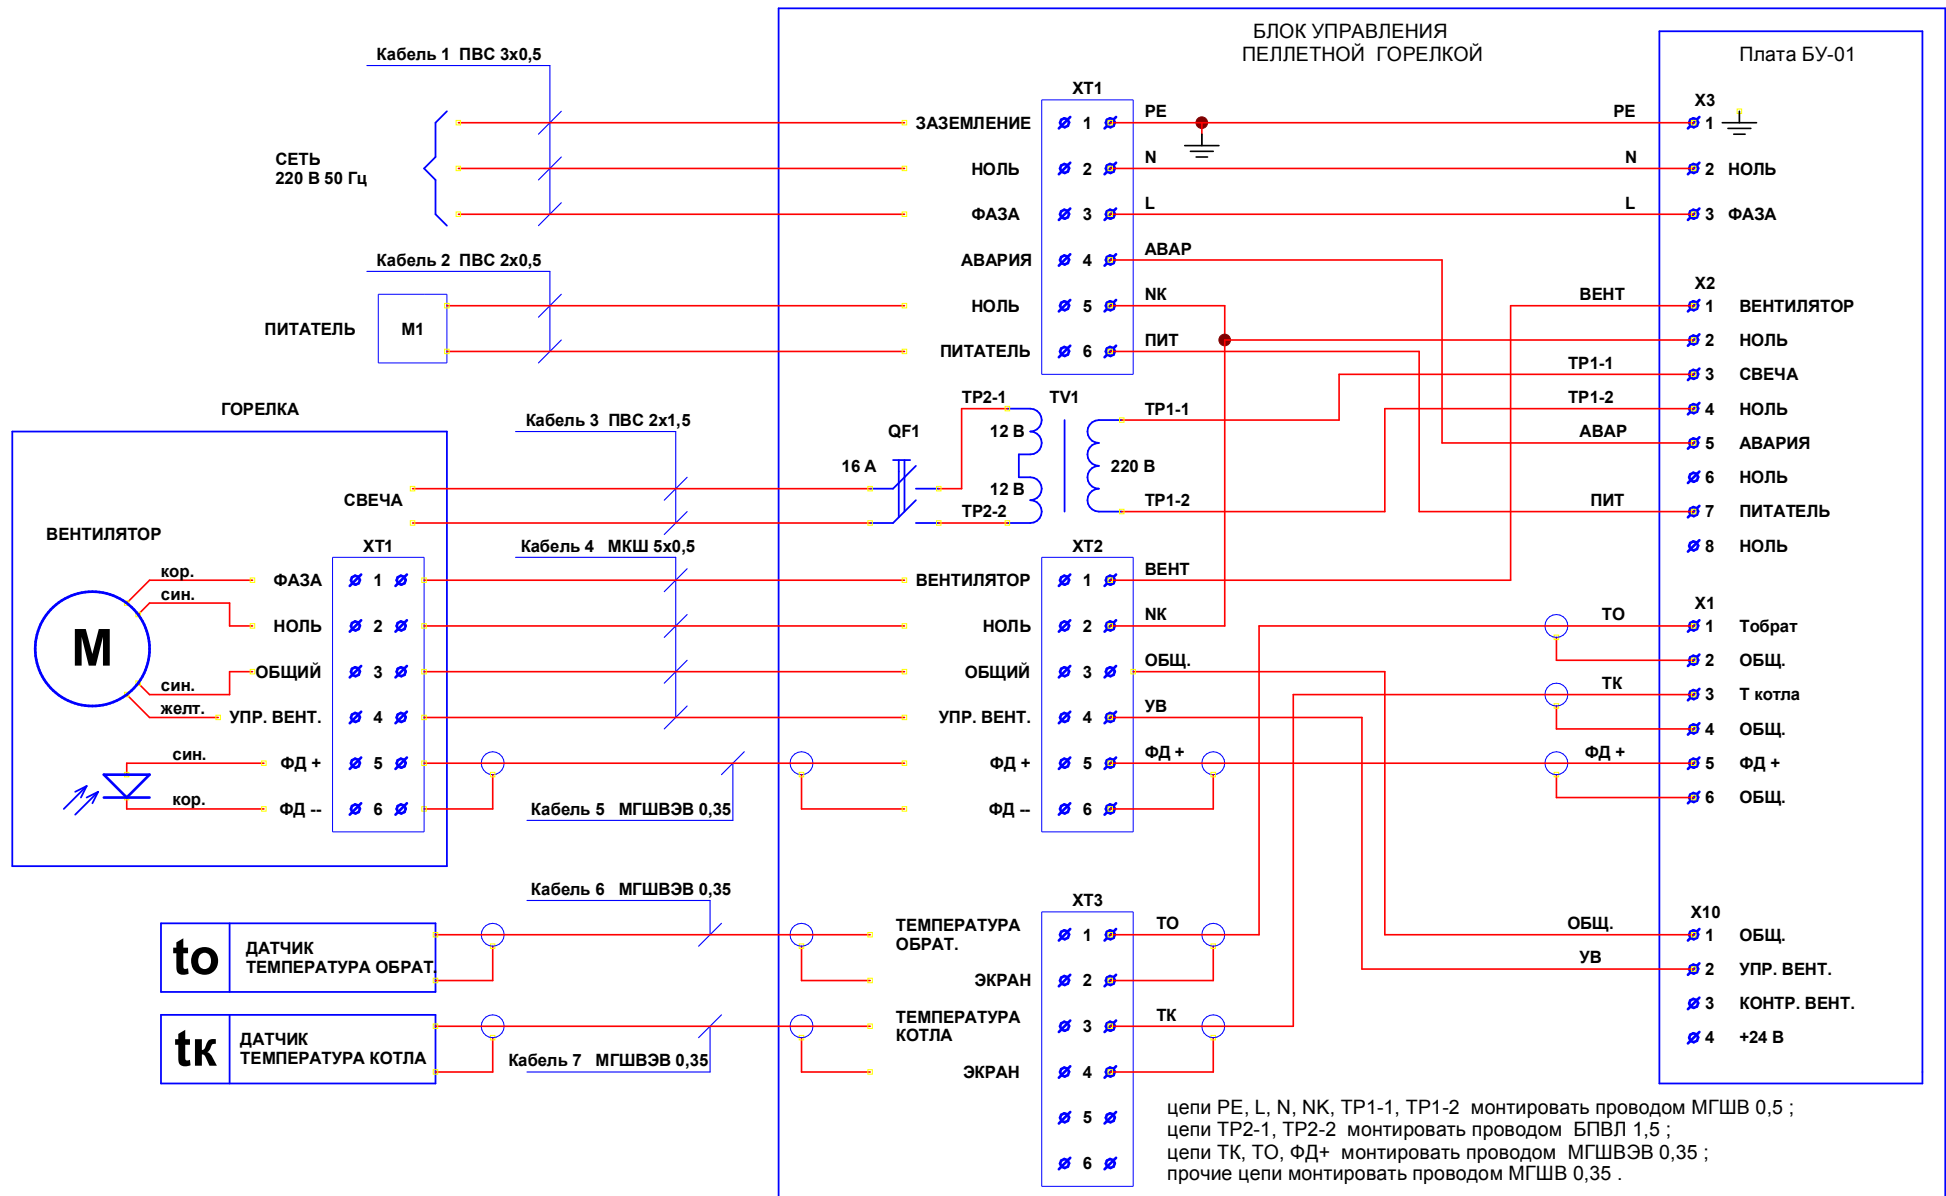 БЛОК УПРАВЛЕНИЯ
ПЕЛЛЕТНОЙ ГОРЕЛКОЙ
Плата БУ-01
Кабель 1 ПВС 3х0,5
СЕТЬ
220 В 50 Гц
XT1
ЗАЗЕМЛЕНИЕ 1 PE
НОЛЬ 2 N
ФАЗА 3 L
АВАРИЯ 4 АВАР
НОЛЬ 5 NК
ПИТАТЕЛЬ 6 ПИТ
PE X3
1
N 2 НОЛЬ
L 3 ФАЗА
Кабель 2 ПВС 2х0,5
ПИТАТЕЛЬ М1
X2
ВЕНТ 1 ВЕНТИЛЯТОР
2 НОЛЬ
ТР1-1 3 СВЕЧА
ТР1-2 4 НОЛЬ
АВАР 5 АВАРИЯ
6 НОЛЬ
ПИТ 7 ПИТАТЕЛЬ
8 НОЛЬ
ГОРЕЛКА
Кабель 3 ПВС 2х1,5
QF1
16 А
ТР2-1
TV1
12 В
ТР1-1
220 В
12 В
ТР2-2
ТР1-2
СВЕЧА
ВЕНТИЛЯТОР
М
Кабель 4 МКШ 5х0,5
XT1
кор. ФАЗА 1
син. НОЛЬ 2
син. ОБЩИЙ 3
желт. УПР. ВЕНТ. 4
син. ФД + 5
кор. ФД -- 6
Кабель 5 МГШВЭВ 0,35
XT2
ВЕНТИЛЯТОР 1 ВЕНТ
НОЛЬ 2 NК
ОБЩИЙ 3 ОБЩ.
УПР. ВЕНТ. 4 УВ
ФД + 5 ФД +
ФД -- 6
X1
ТО 1 Тобрат
2 ОБЩ.
ТК 3 Т котла
4 ОБЩ.
ФД + 5 ФД +
6 ОБЩ.
Кабель 6 МГШВЭВ 0,35
tо ДАТЧИК
ТЕМПЕРАТУРА ОБРАТ.
tк ДАТЧИК
ТЕМПЕРАТУРА КОТЛА
Кабель 7 МГШВЭВ 0,35
XT3
ТЕМПЕРАТУРА
ОБРАТ. 1 ТО
ЭКРАН 2
ТЕМПЕРАТУРА
КОТЛА 3 ТК
ЭКРАН 4
5
6
X10
ОБЩ. 1 ОБЩ.
УВ 2 УПР. ВЕНТ.
3 КОНТР. ВЕНТ.
4 +24 В
цепи PE, L, N, NK, ТР1-1, ТР1-2 монтировать проводом МГШВ 0,5 ;
цепи ТР2-1, ТР2-2 монтировать проводом БПВЛ 1,5 ;
цепи ТК, ТО, ФД+ монтировать проводом МГШВЭВ 0,35 ;
прочие цепи монтировать проводом МГШВ 0,35 .